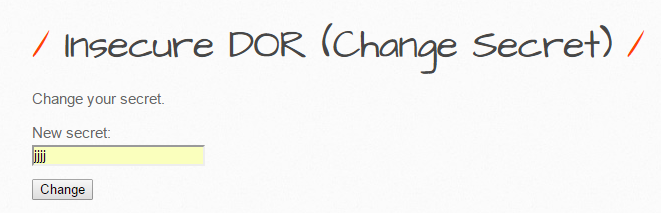 / Insecure DOR (Change Secret) /
Change your secret.
New secret:
jjjj
Change